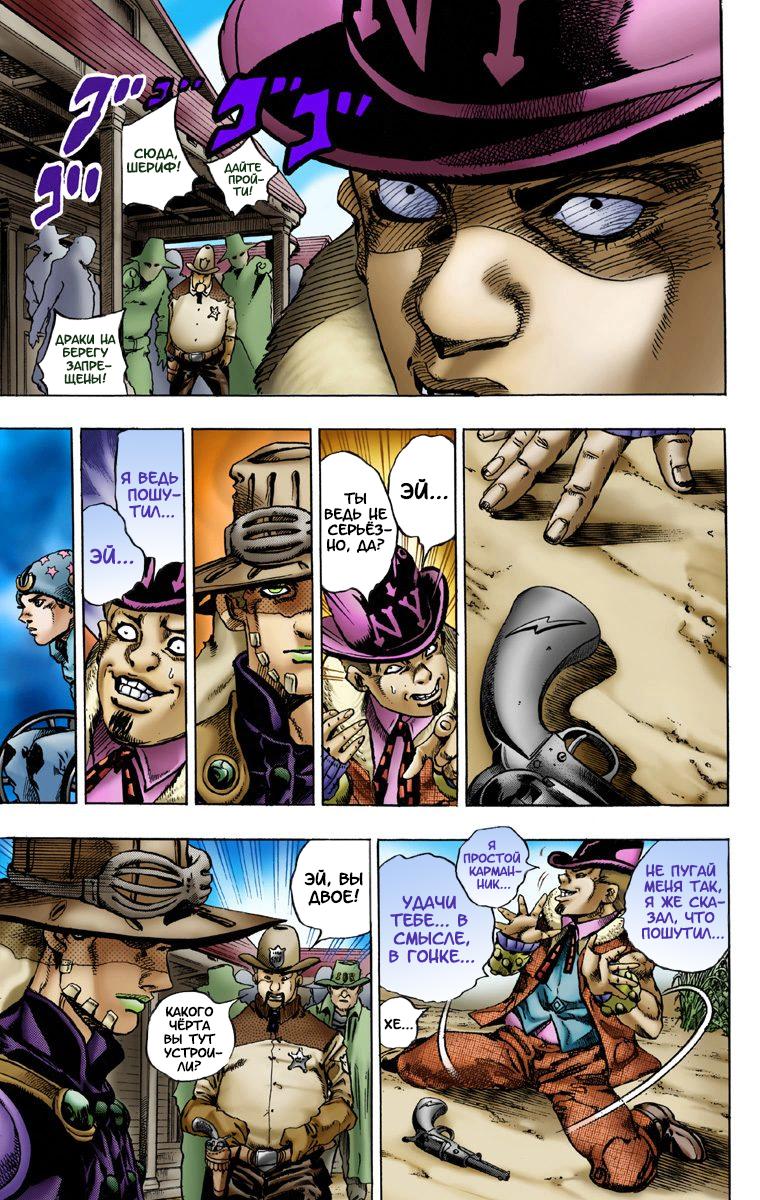 NY
ゴゴゴゴゴ
СЮДА,
ШЕРИФ!
ДАЙТЕ
ПРОЙ-
ТИ!
ДРАКИ НА
БЕРЕГУ
ЗАПРЕ-
ЩЕНЫ!
ЭЙ...
ТЫ
ВЕДЬ НЕ
СЕРЬЁЗ-
НО, ДА?
NY
Я ВЕДЬ
ПОШУ-
ТИЛ...
ЭЙ...
НЕ ПУГАЙ
МЕНЯ ТАК,
Я ЖЕ СКА-
ЗАЛ, ЧТО
ПОШУТИЛ...
Я
ПРОСТОЙ
КАРМАН-
НИК...
УДАЧИ
ТЕБЕ... В
СМЫСЛЕ,
В ГОНКЕ...
ХЕ...
ЭЙ, ВЫ
ДВОЕ!
КАКОГО
ЧЁРТА
ВЫ ТУТ
УСТРОИ-
ЛИ?